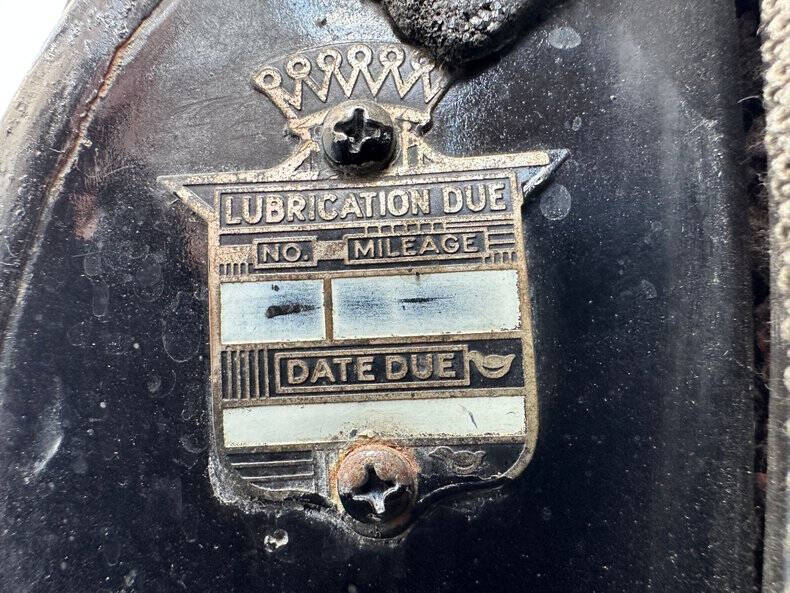 LUBRICATION DUE
NO. MILEAGE
DATE DUE